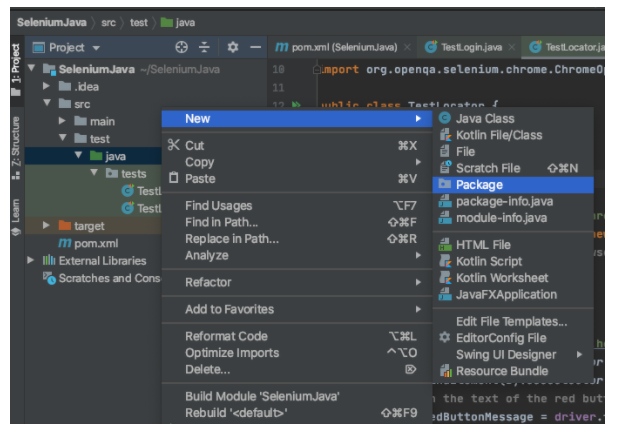 SeleniumJava src test java
Project
pom.xml (SeleniumJava) TestLogin.java TestLocator.ja
1: Project
SeleniumJava ~/SeleniumJava
10 import org.openqa.selenium.chrome.ChromeOp
.idea
11
src
12 public class TestLocator {
main
test
java
tests
TestL
TestL
target
pom.xml
External Libraries
Scratches and Cons
Z: Structure
Learn
New
Cut ⌘X
Copy
Paste ⌘V
Find Usages ⌥F7
Find in Path... ⇧⌘F
Replace in Path... ⇧⌘R
Analyze
Refactor
Add to Favorites
Reformat Code ⌥⌘L
Optimize Imports ^⌥O
Delete... ⌦
Build Module 'SeleniumJava'
Rebuild '<default>' ⇧⌘F9
Java Class
Kotlin File/Class
File
Scratch File ⇧⌘N
Package
package-info.java
module-info.java
HTML File
Kotlin Script
Kotlin Worksheet
JavaFXApplication
Edit File Templates...
EditorConfig File
Swing UI Designer
Resource Bundle
the text of the red but
edButtonMessage = driver.